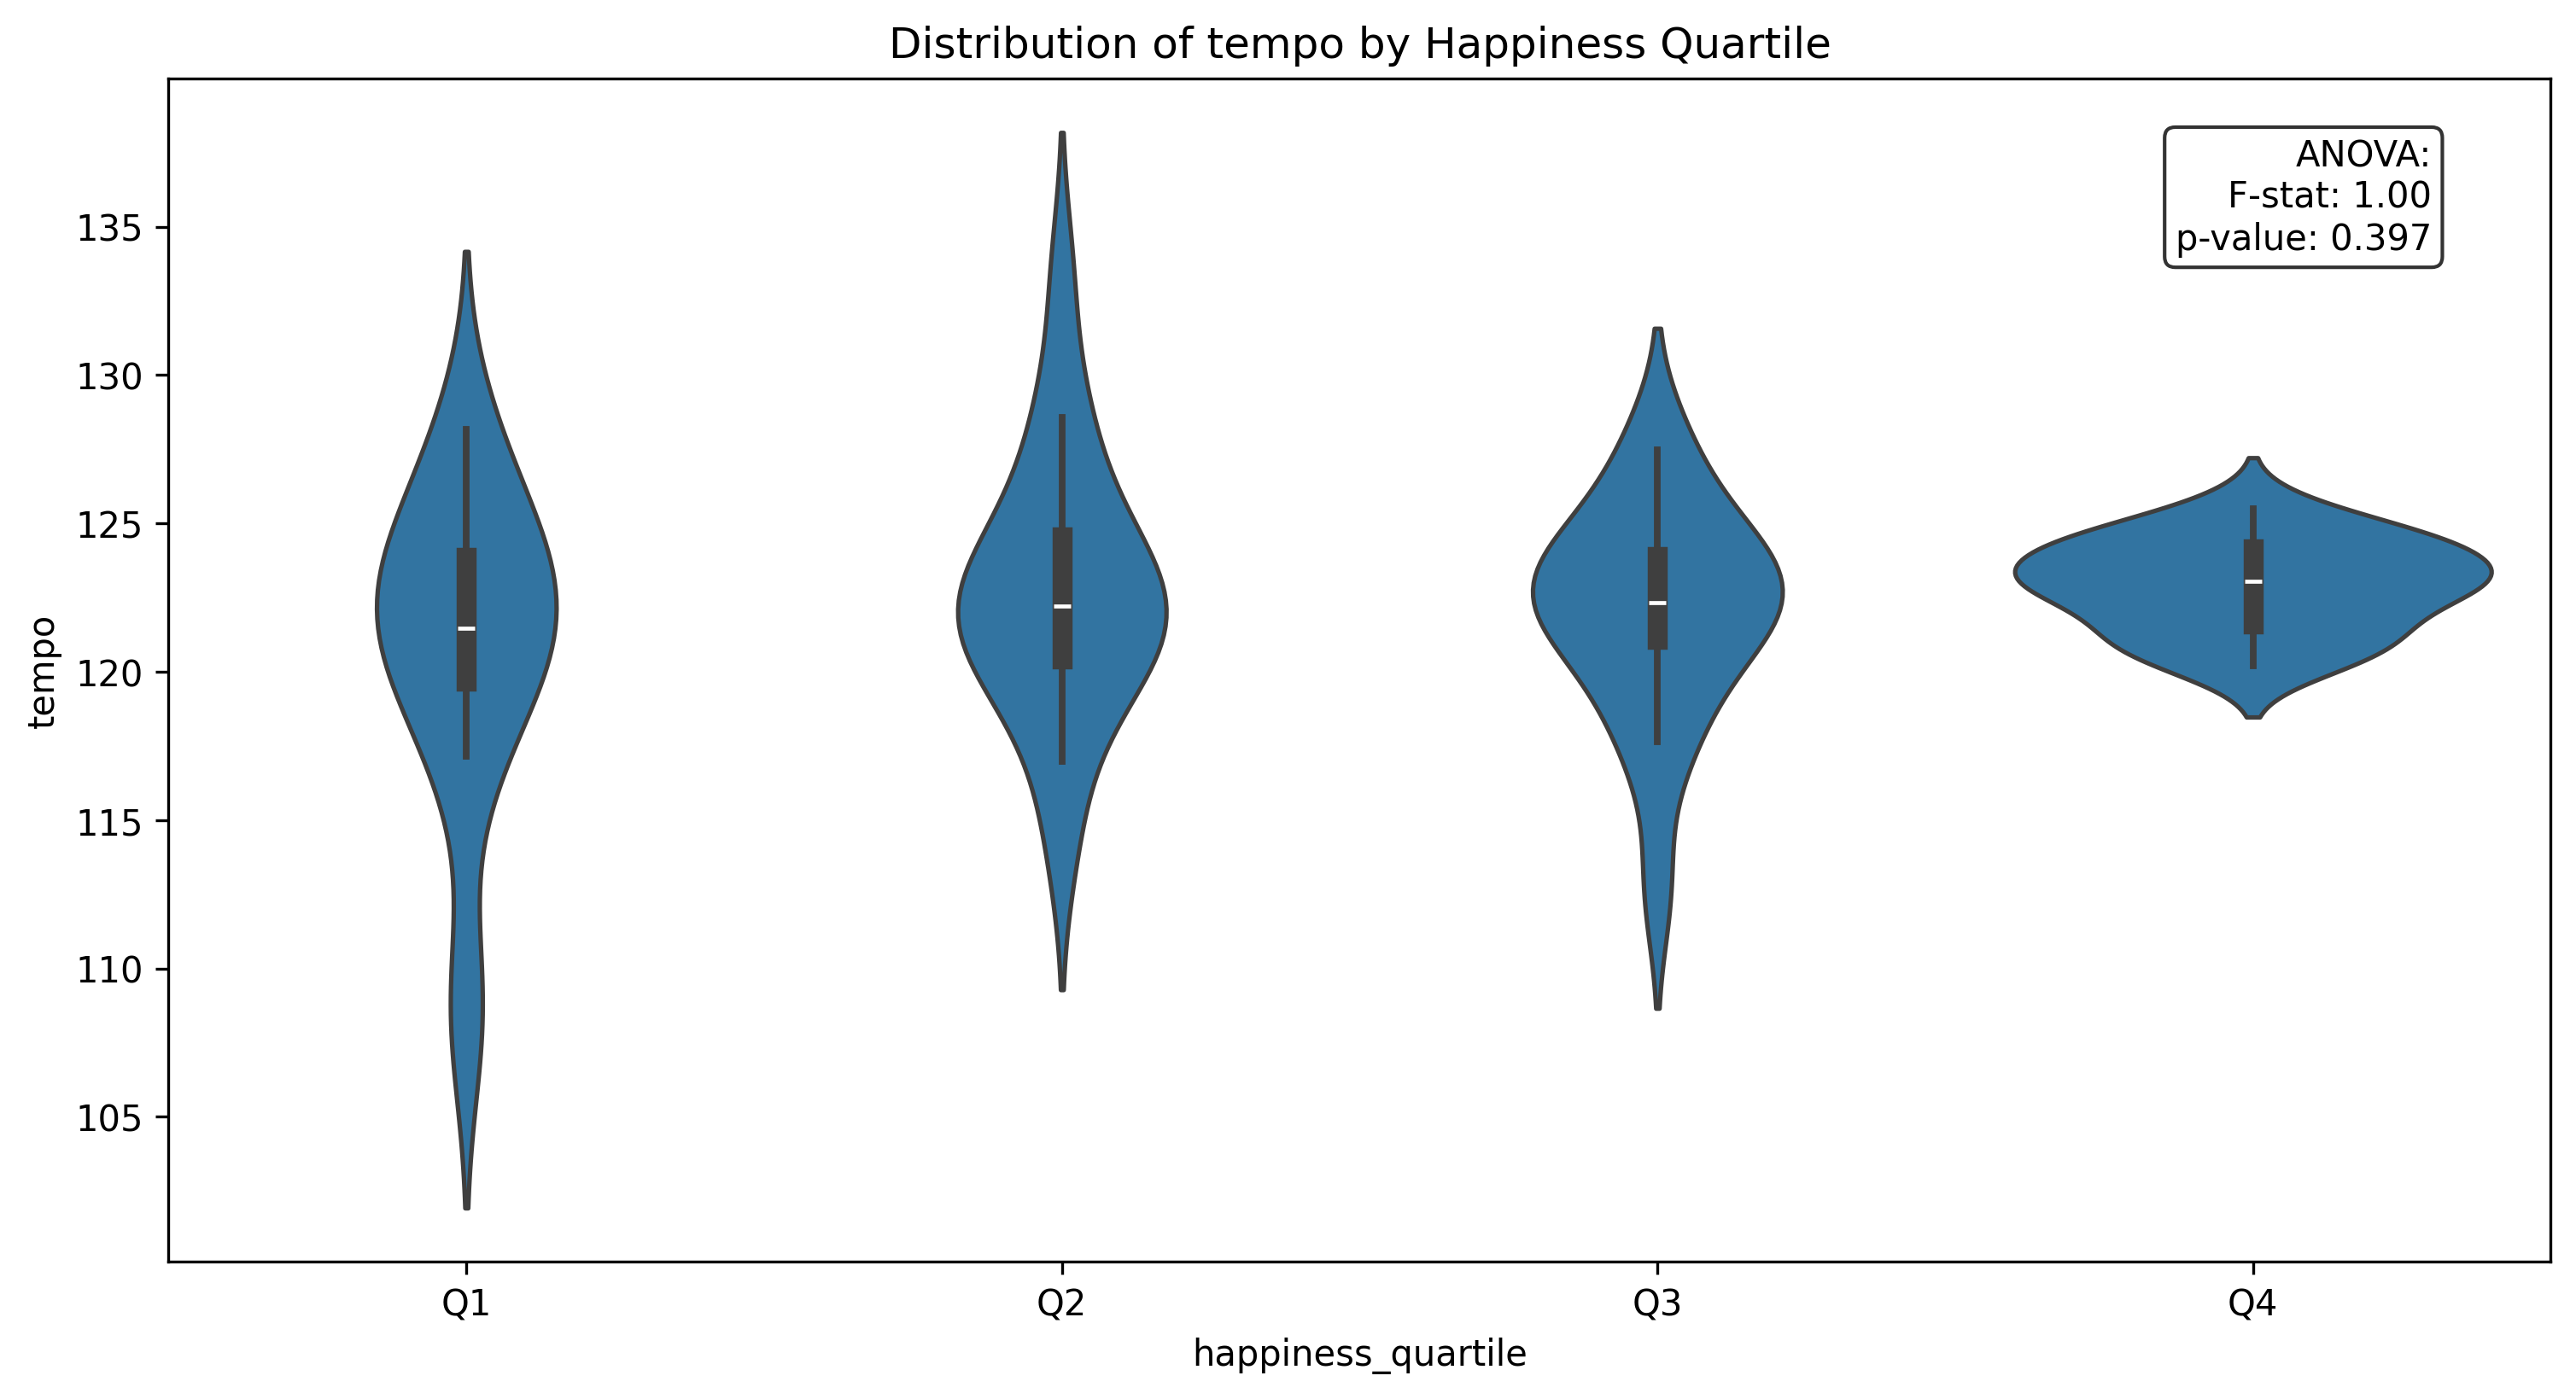 Distribution of tempo by Happiness Quartile
ANOVA:
F-stat: 1.00
p-value: 0.397
tempo
135
130
125
120
115
110
105
Q1 Q2 Q3 Q4
happiness_quartile